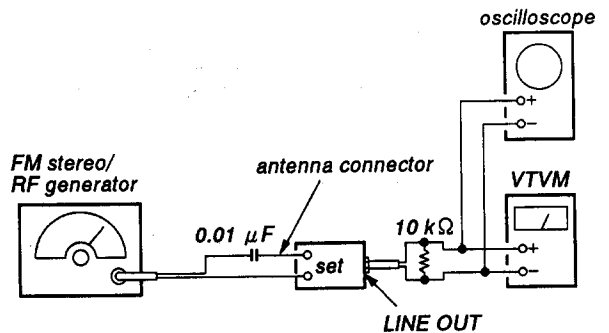 oscilloscope
+
−
FM stereo/
RF generator
antenna connector
VTVM
0.01 μF
10 kΩ
+
−
set
LINE OUT